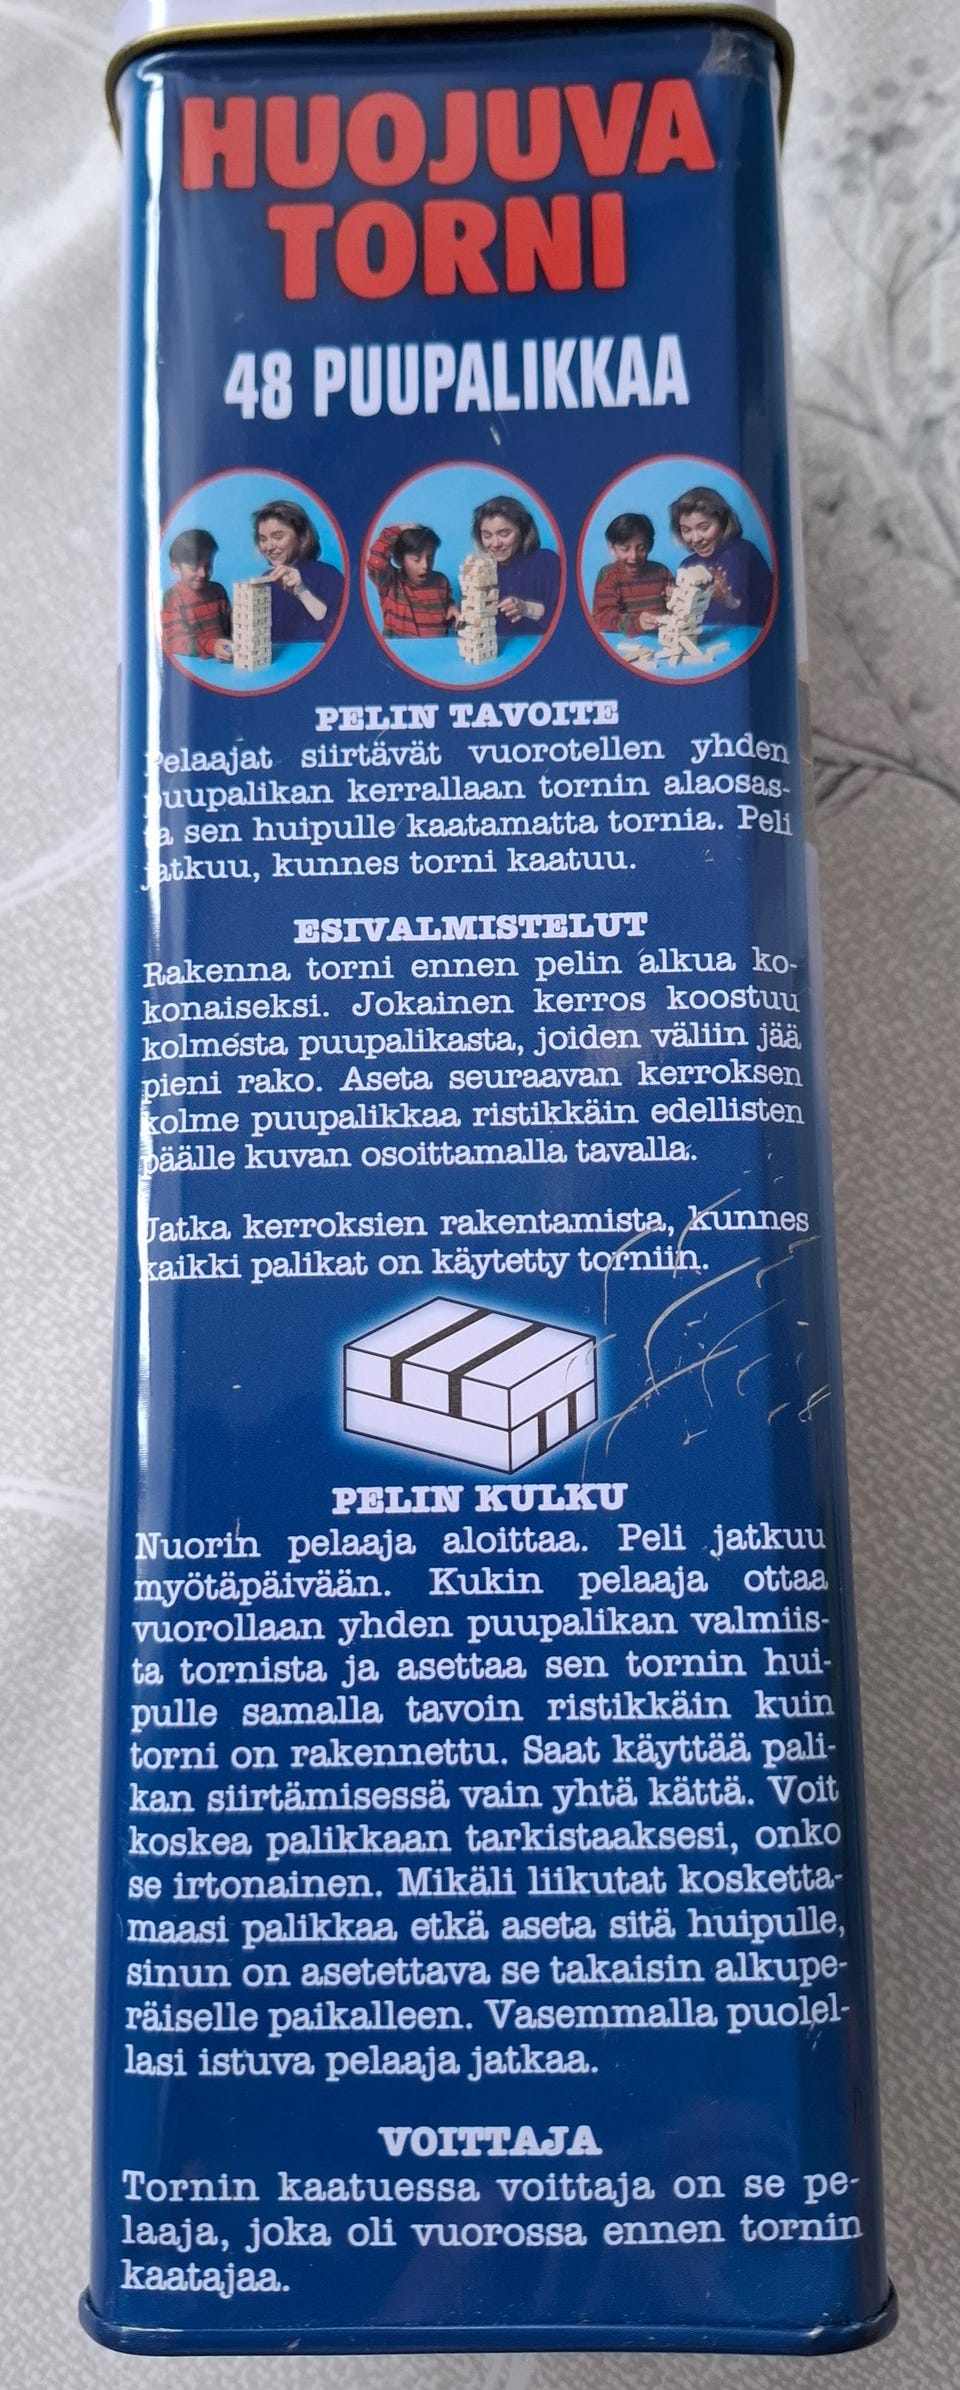 HUOJUVA
TORNI
48 PUUPALIKKAA
PELIN TAVOITE
Pelaajat siirtävät vuorotellen yhden
puupalikan kerrallaan tornin alaosas-
ta sen huipulle kaatamatta tornia. Peli
jatkuu, kunnes torni kaatuu.
ESIVALMISTELUT
Rakenna torni ennen pelin alkua ko-
konaiseksi. Jokainen kerros koostuu
kolmesta puupalikasta, joiden väliin jää
pieni rako. Aseta seuraavan kerroksen
kolme puupalikkaa ristikkäin edellisten
päälle kuvan osoittamalla tavalla.
Jatka kerroksien rakentamista, kunnes
kaikki palikat on käytetty torniin.
PELIN KULKU
Nuorin pelaaja aloittaa. Peli jatkuu
myötäpäivään. Kukin pelaaja ottaa
vuorollaan yhden puupalikan valmiis-
ta tornista ja asettaa sen tornin hui-
pulle samalla tavoin ristikkäin kuin
torni on rakennettu. Saat käyttää pali-
kan siirtämisessä vain yhtä kättä. Voit
koskea palikkaan tarkistaaksesi, onko
se irtonainen. Mikäli liikutat kosketta-
maasi palikkaa etkä aseta sitä huipulle,
sinun on asetettava se takaisin alkupe-
räiselle paikalleen. Vasemmalla puolel-
lasi istuva pelaaja jatkaa.
VOITTAJA
Tornin kaatuessa voittaja on se pe-
laaja, joka oli vuorossa ennen tornin
kaatajaa.